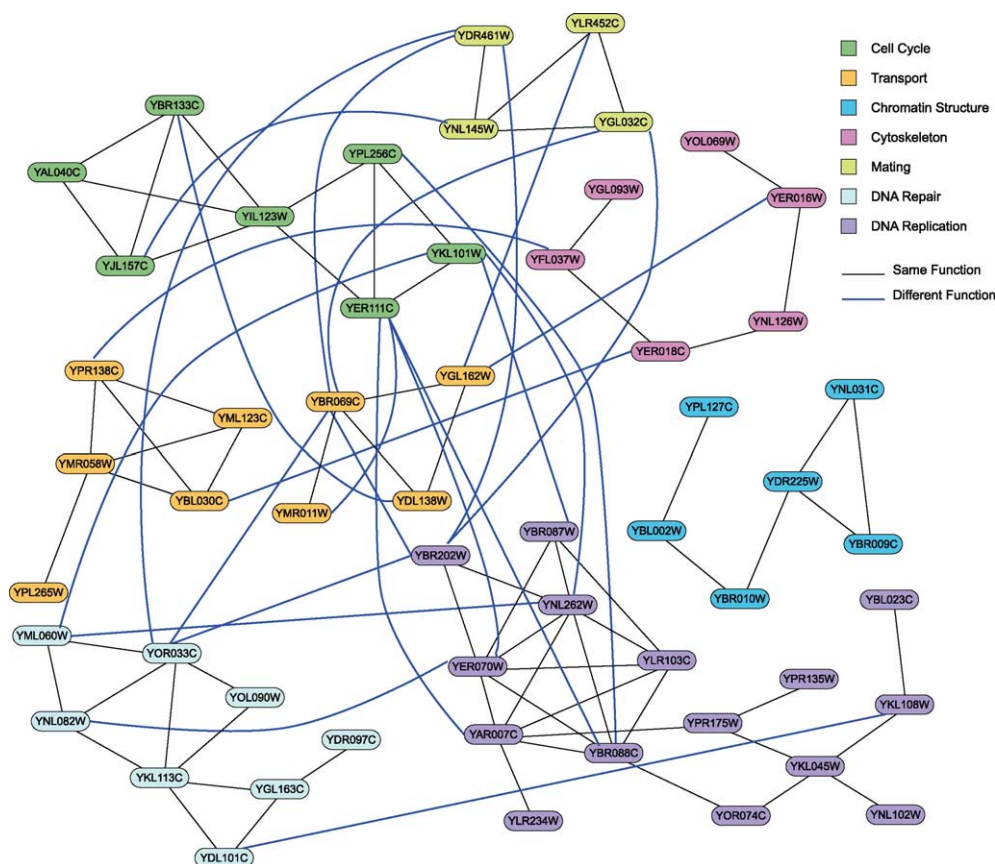 YLR452C
YDR461W
Cell Cycle
Transport
YBR133C
Chromatin Structure
YGL032C
YNL145W
Cytoskeleton
YOL069W
YPL256C
Mating
YAL040C
YGL093W
YER016W
DNA Repair
YIL123W
DNA Replication
YKL101W
YFL037W
YJL157C
Same Function
Different Function
YER111C
YNL126W
YER018C
YPR138C
YGL162W
YNL031C
YBR069C
YPL127C
YML123C
YMR058W
YDR225W
YBL030C
YDL138W
YMR011W
YBR087W
YBL002W
YBR009C
YBR202W
YPL265W
YBR010W
YBL023C
YNL262W
YML060W
YOR033C
YLR103C
YER070W
YPR135W
YOL090W
YKL108W
YNL082W
YPR175W
YAR007C
YDR097C
YBR088C
YKL045W
YKL113C
YGL163C
YOR074C
YNL102W
YLR234W
YDL101C